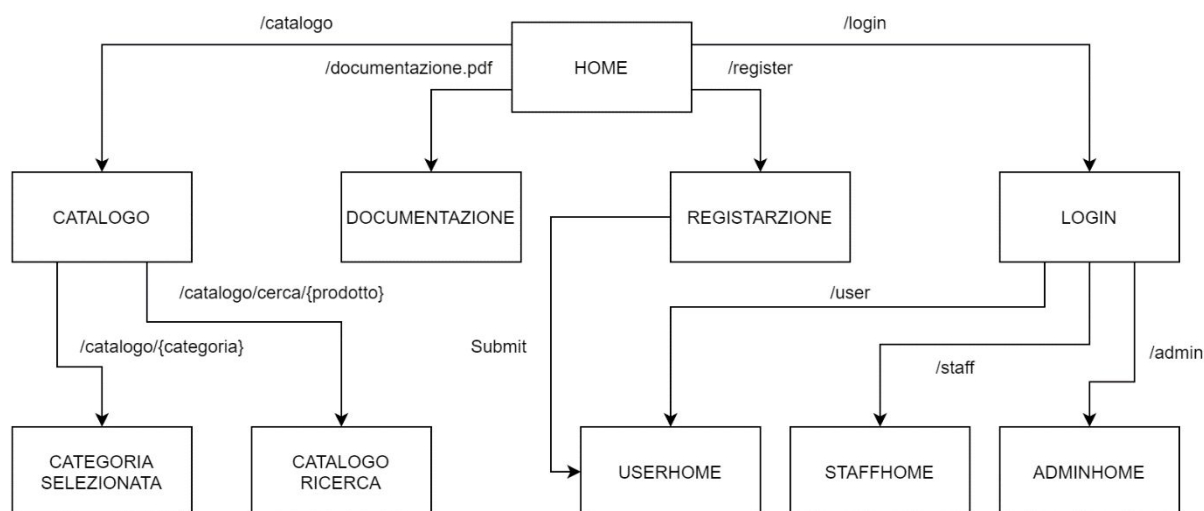 /catalogo
/login
/documentazione.pdf
HOME
/register
CATALOGO
DOCUMENTAZIONE
REGISTARZIONE
LOGIN
/catalogo/cerca/{prodotto}
/user
/catalogo/{categoria}
Submit
/staff
/admin
CATEGORIA
SELEZIONATA
CATALOGO
RICERCA
USERHOME
STAFFHOME
ADMINHOME